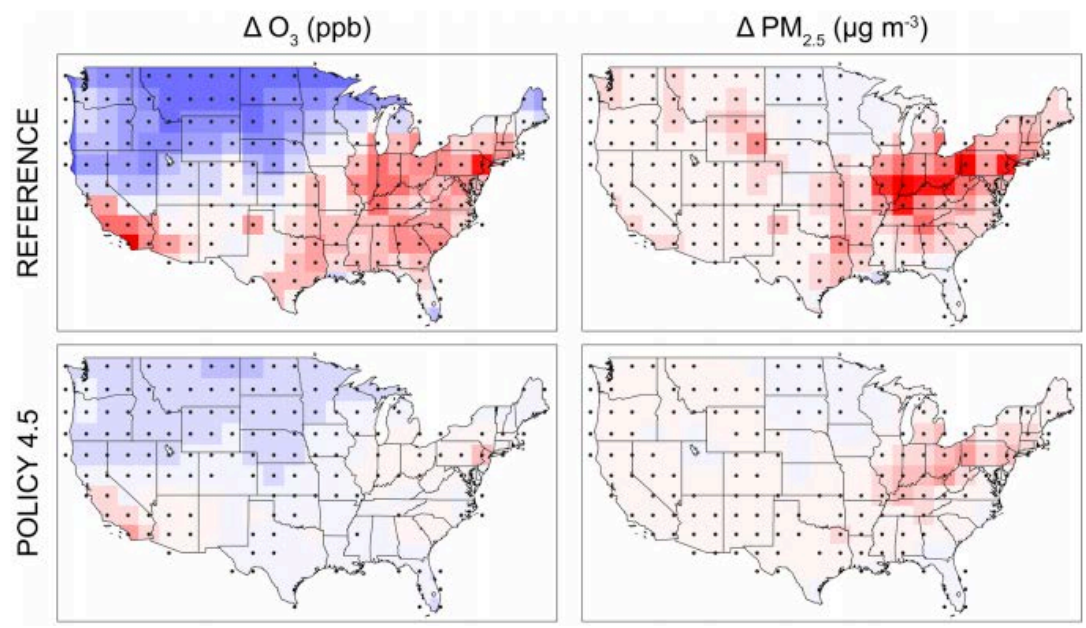 Δ O₃ (ppb)
Δ PM₂.₅ (µg m⁻³)
REFERENCE
POLICY 4.5